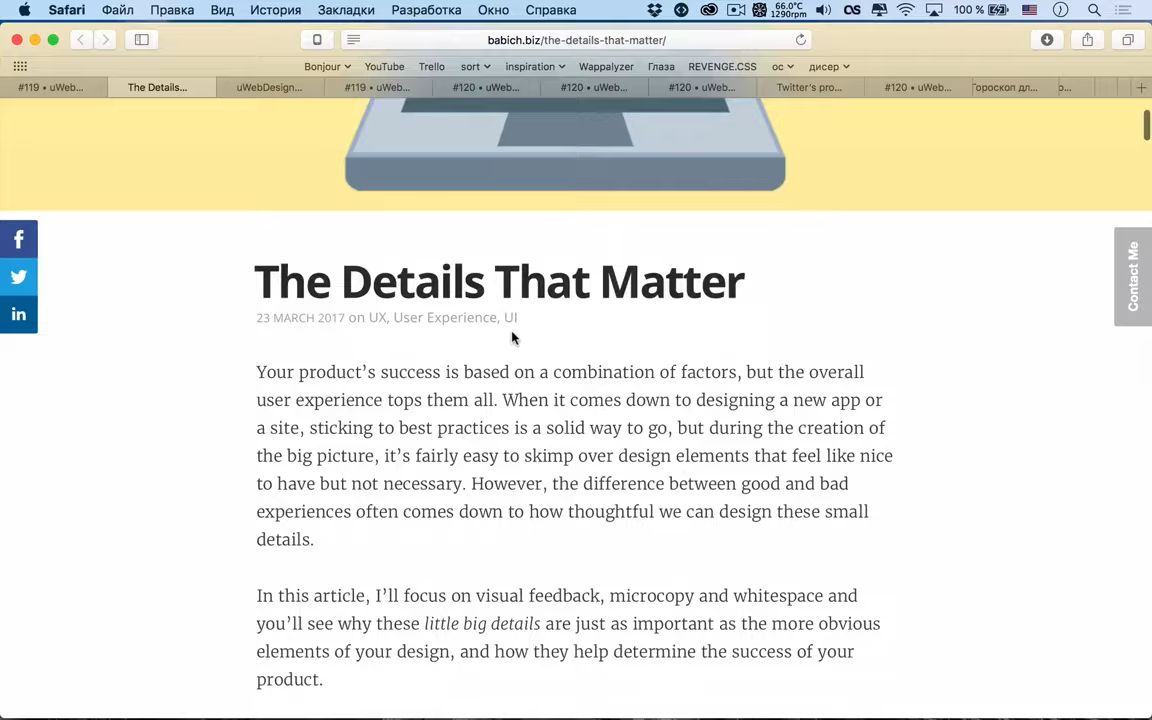 Safari Файл Правка Вид История Закладки Разработка Окно Справка 66.0°C 1290rpm 100 %
babich.biz/the-details-that-matter/
Bonjour YouTube Trello sort inspiration Wappalyzer Глаза REVENGE.CSS ос дисер
#119 • uWeb... The Details... uWebDesign... #119 • uWeb... #120 • uWeb... #120 • uWeb... #120 • uWeb... Twitter's pro... #120 • uWeb... Гороскоп дл...
Contact Me
The Details That Matter
23 MARCH 2017 on UX, User Experience, UI
Your product’s success is based on a combination of factors, but the overall
user experience tops them all. When it comes down to designing a new app or
a site, sticking to best practices is a solid way to go, but during the creation of
the big picture, it’s fairly easy to skimp over design elements that feel like nice
to have but not necessary. However, the difference between good and bad
experiences often comes down to how thoughtful we can design these small
details.
In this article, I’ll focus on visual feedback, microcopy and whitespace and
you’ll see why these little big details are just as important as the more obvious
elements of your design, and how they help determine the success of your
product.